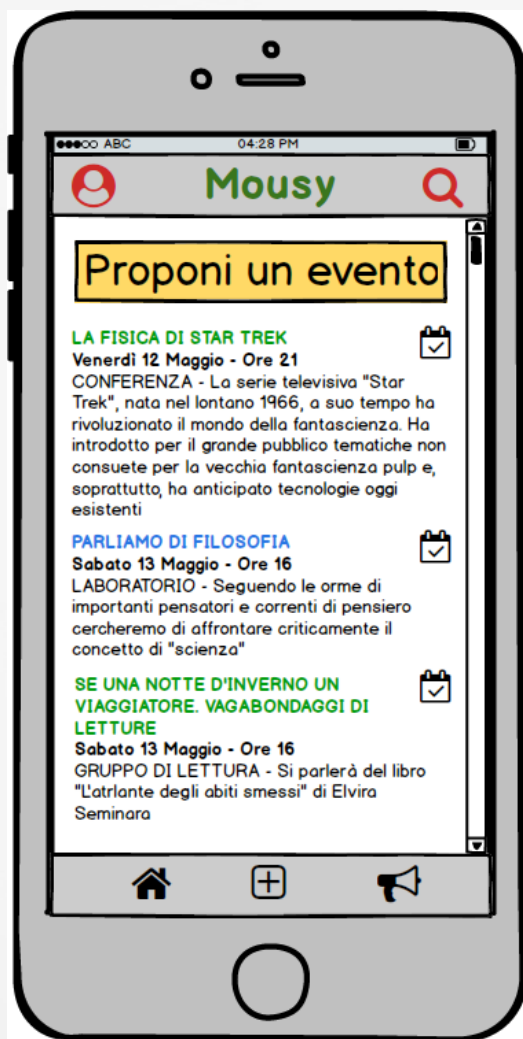 ABC 04:28 PM
Mousy
Proponi un evento
LA FISICA DI STAR TREK
Venerdì 12 Maggio - Ore 21
CONFERENZA - La serie televisiva "Star
Trek", nata nel lontano 1966, a suo tempo ha
rivoluzionato il mondo della fantascienza. Ha
introdotto per il grande pubblico tematiche non
consuete per la vecchia fantascienza pulp e,
soprattutto, ha anticipato tecnologie oggi
esistenti
PARLIAMO DI FILOSOFIA
Sabato 13 Maggio - Ore 16
LABORATORIO - Seguendo le orme di
importanti pensatori e correnti di pensiero
cercheremo di affrontare criticamente il
concetto di "scienza"
SE UNA NOTTE D'INVERNO UN
VIAGGIATORE. VAGABONDAGGI DI
LETTURE
Sabato 13 Maggio - Ore 16
GRUPPO DI LETTURA - Si parlerà del libro
"L'atrlante degli abiti smessi" di Elvira
Seminara